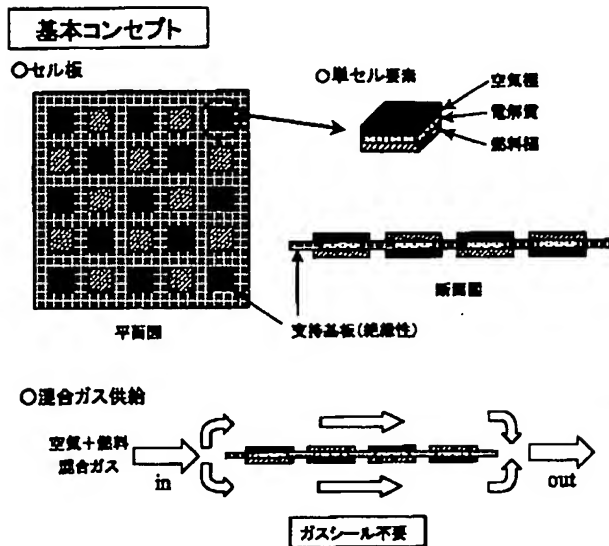 基本コンセプト
○セル板
○単セル要素
空気極
電解質
燃料極
平面図
支持基板(絶縁性)
断面図
○混合ガス供給
空気+燃料
混合ガス
in
out
ガスシール不要